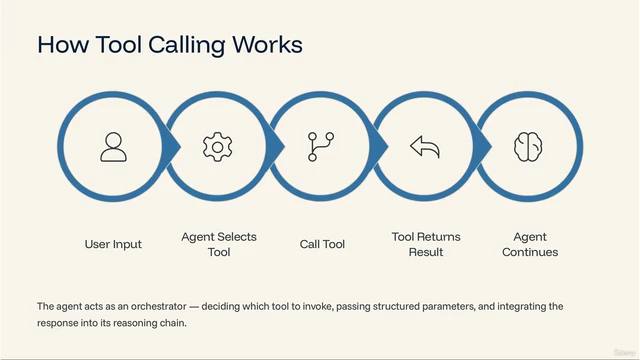 How Tool Calling Works
User Input
Agent Selects
Tool
Call Tool
Tool Returns
Result
Agent
Continues
The agent acts as an orchestrator — deciding which tool to invoke, passing structured parameters, and integrating the
response into its reasoning chain.